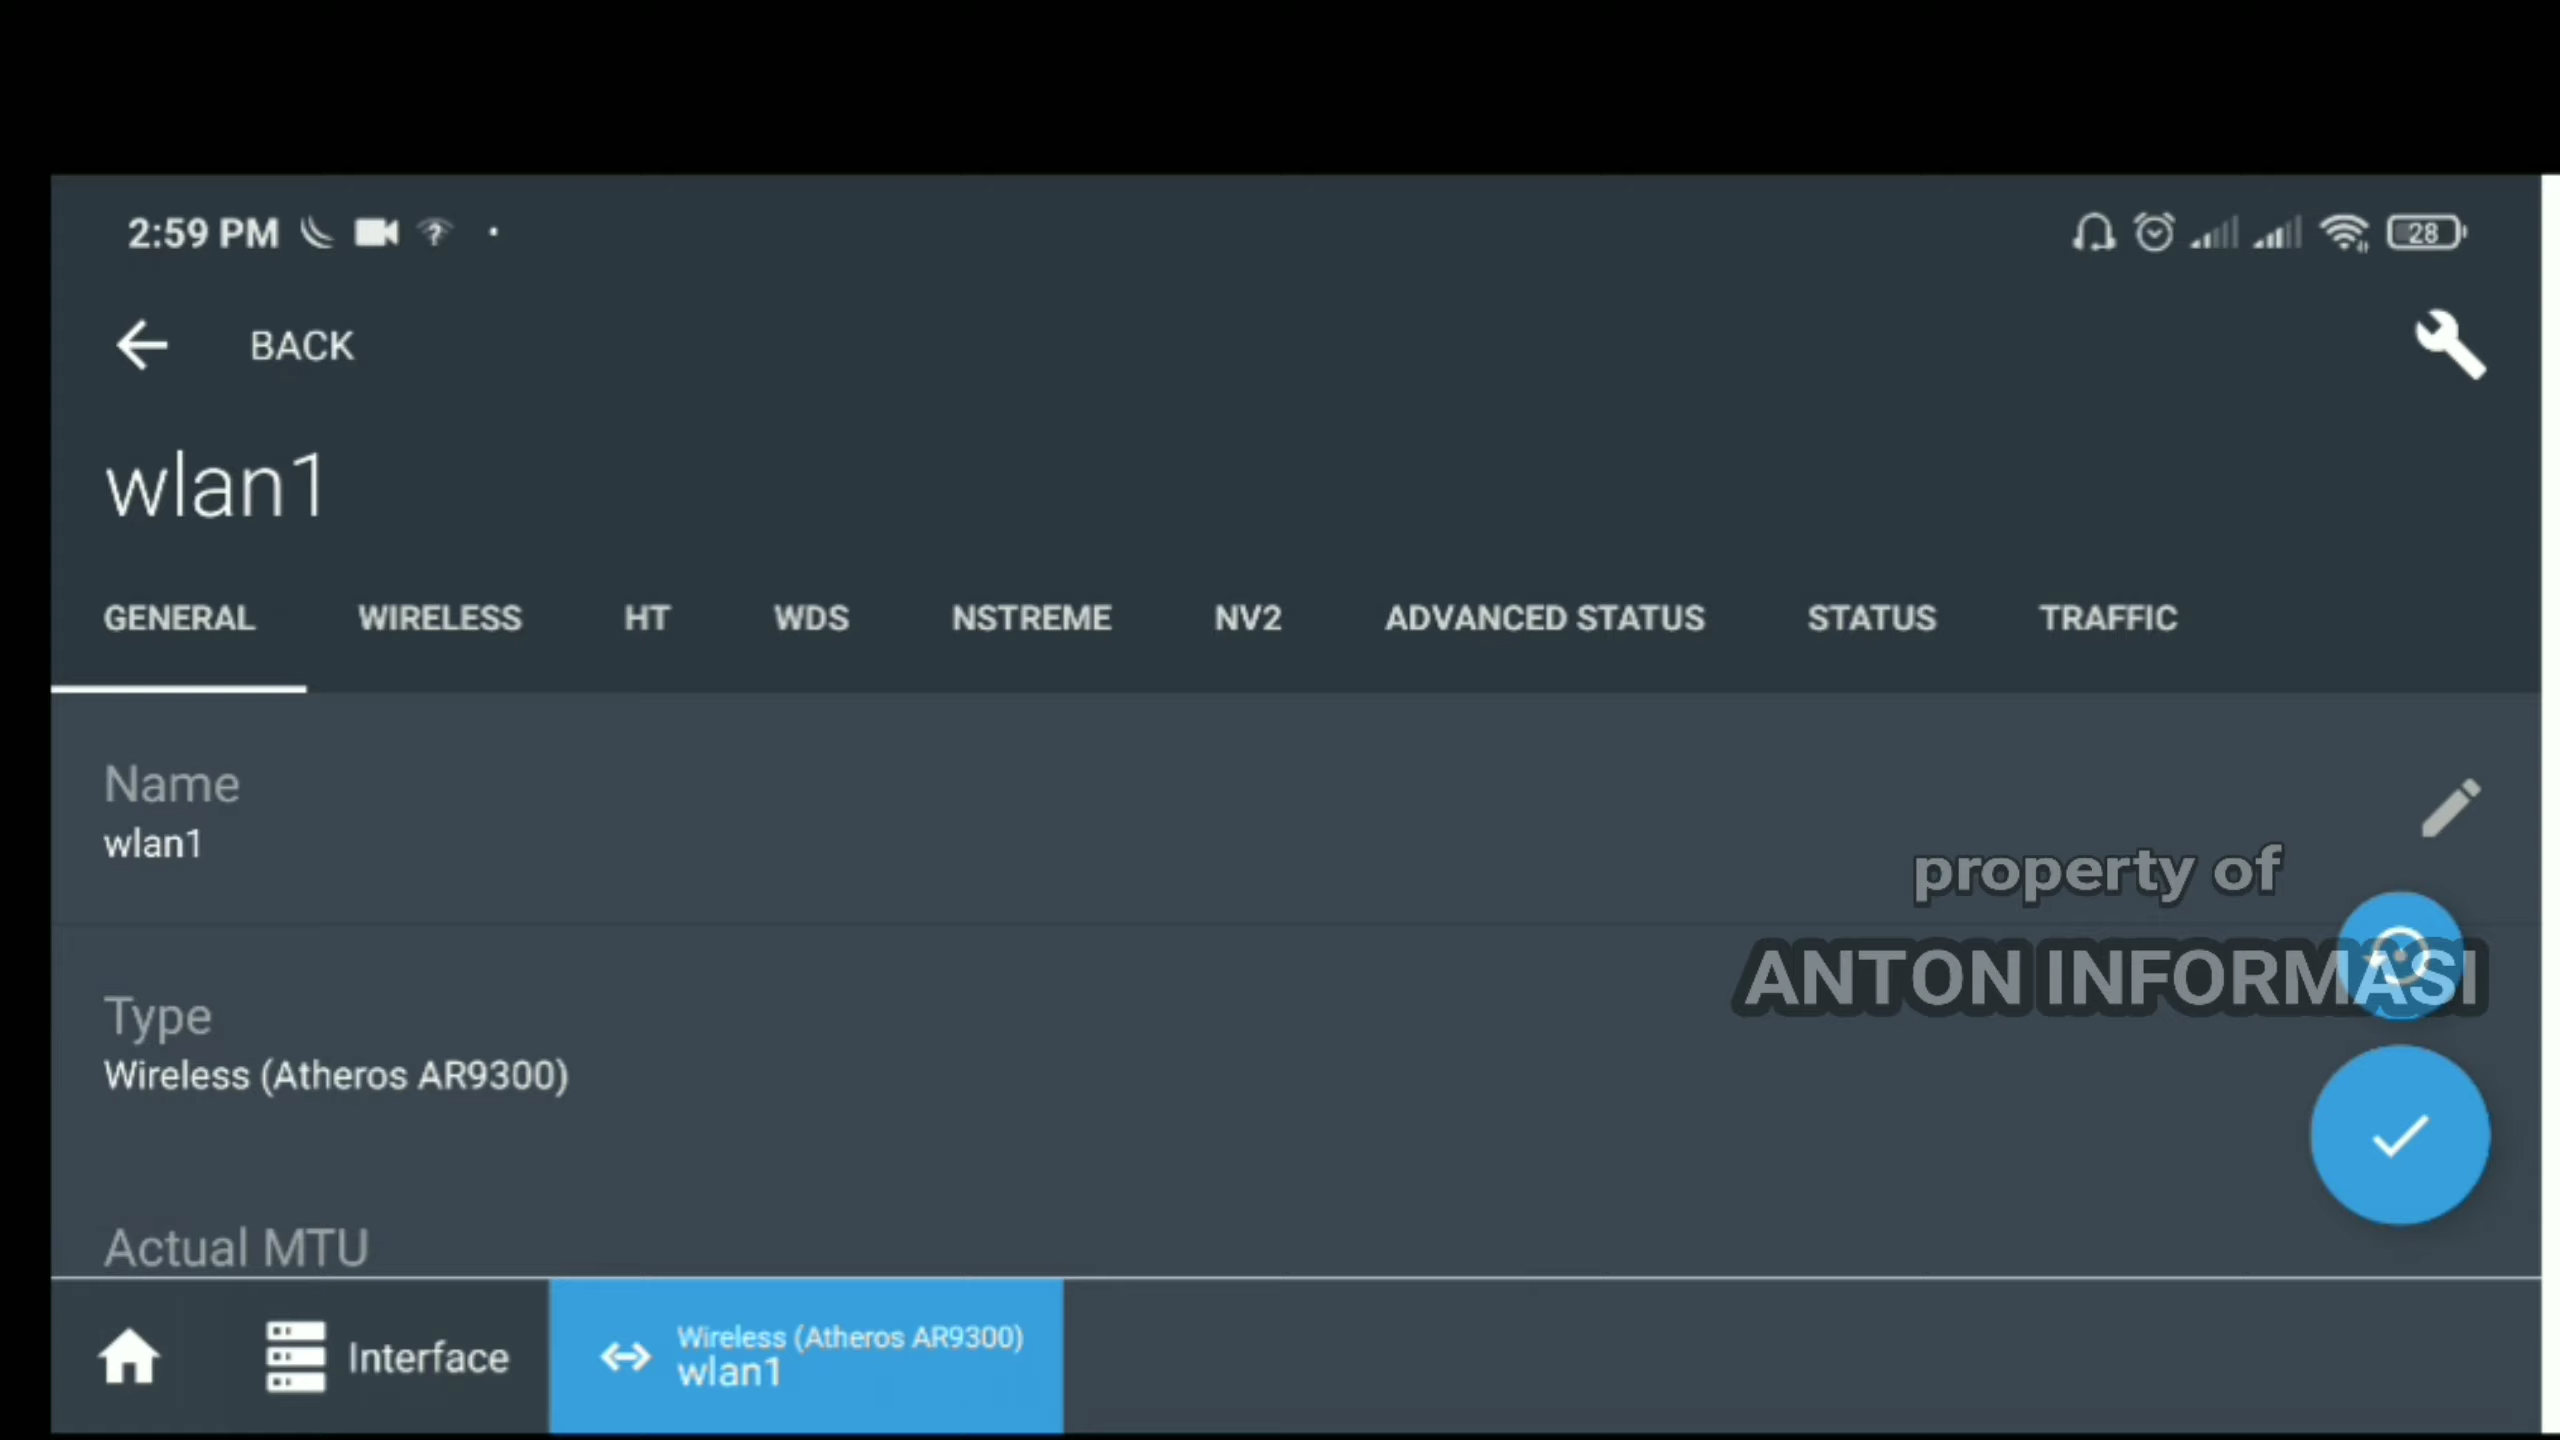 2:59 PM
28
BACK
wlan1
GENERAL WIRELESS HT WDS NSTREME NV2 ADVANCED STATUS STATUS TRAFFIC
Name
wlan1
property of
ANTON INFORMASI
Type
Wireless (Atheros AR9300)
Actual MTU
Interface
Wireless (Atheros AR9300)
wlan1